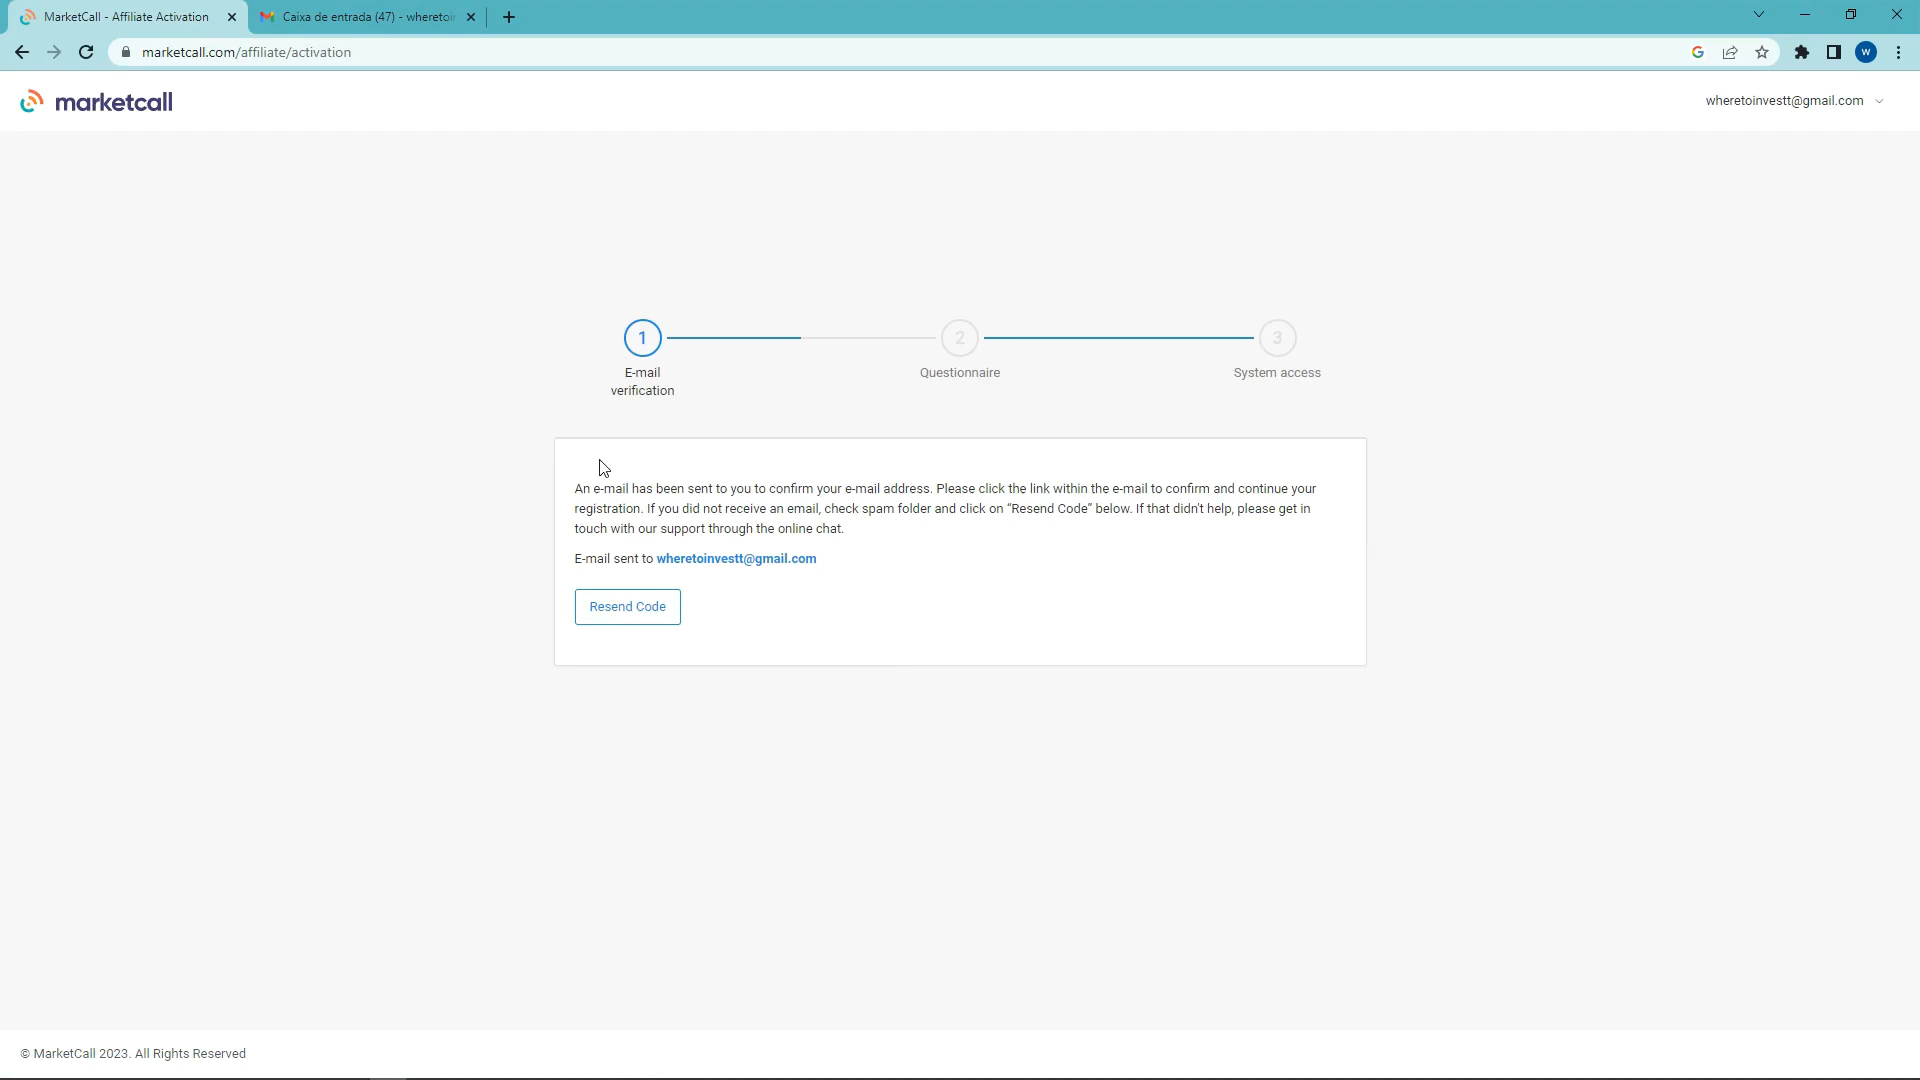 MarketCall - Affiliate Activation
Caixa de entrada (47) - wheretoin
marketcall.com/affiliate/activation
W
marketcall
wheretoinvestt@gmail.com
1
2
3
E-mail
verification
Questionnaire
System access
An e-mail has been sent to you to confirm your e-mail address. Please click the link within the e-mail to confirm and continue your
registration. If you did not receive an email, check spam folder and click on "Resend Code" below. If that didn't help, please get in
touch with our support through the online chat.
E-mail sent to wheretoinvestt@gmail.com
Resend Code
© MarketCall 2023. All Rights Reserved